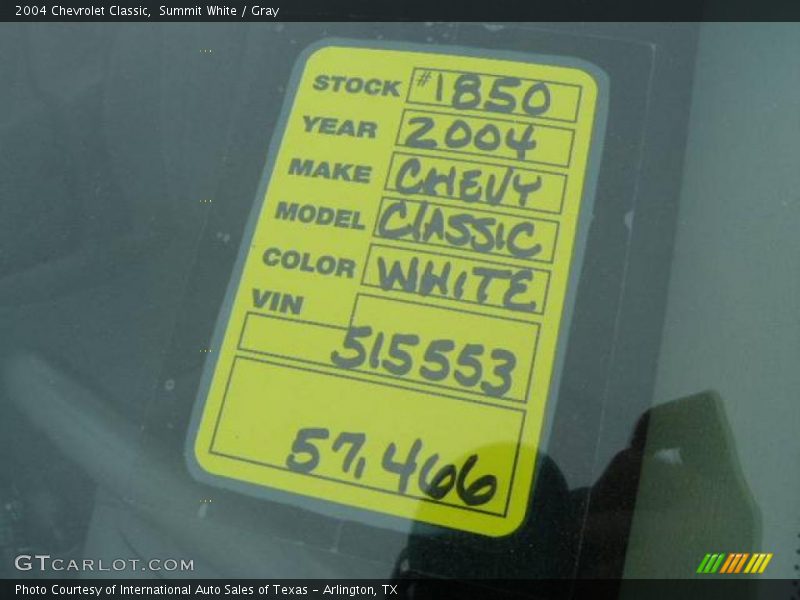 2004 Chevrolet Classic, Summit White / Gray
STOCK #1850
YEAR 2004
MAKE CHEVY
MODEL CLASSIC
COLOR WHITE
VIN
515553
57,466
GTCARLOT.COM
Photo Courtesy of International Auto Sales of Texas - Arlington, TX